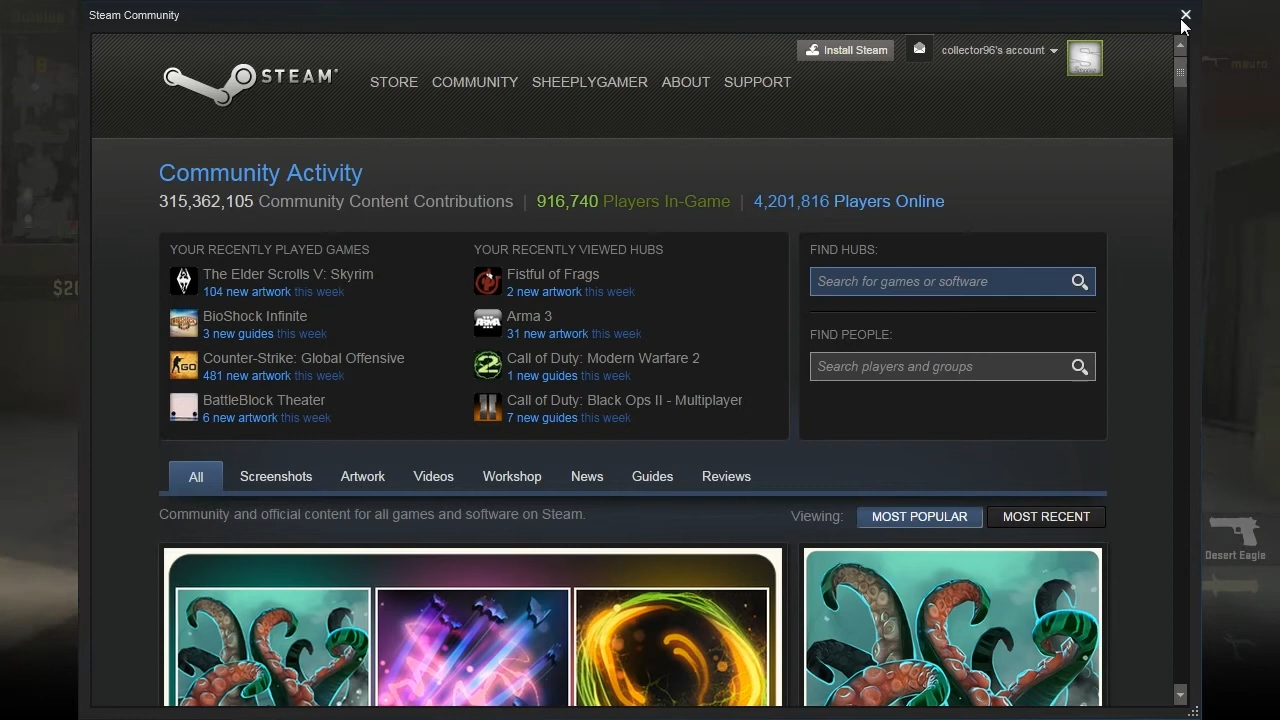 Steam Community
Install Steam
collector96's account
STEAM
STORE COMMUNITY SHEEPLYGAMER ABOUT SUPPORT
mauro
Community Activity
315,362,105 Community Content Contributions | 916,740 Players In-Game | 4,201,816 Players Online
YOUR RECENTLY PLAYED GAMES
The Elder Scrolls V: Skyrim
104 new artwork this week
BioShock Infinite
3 new guides this week
Counter-Strike: Global Offensive
481 new artwork this week
BattleBlock Theater
6 new artwork this week
YOUR RECENTLY VIEWED HUBS
Fistful of Frags
2 new artwork this week
Arma 3
31 new artwork this week
Call of Duty: Modern Warfare 2
1 new guides this week
Call of Duty: Black Ops II - Multiplayer
7 new guides this week
FIND HUBS:
Search for games or software
FIND PEOPLE:
Search players and groups
All Screenshots Artwork Videos Workshop News Guides Reviews
Community and official content for all games and software on Steam.
Viewing: MOST POPULAR MOST RECENT
Desert Eagle